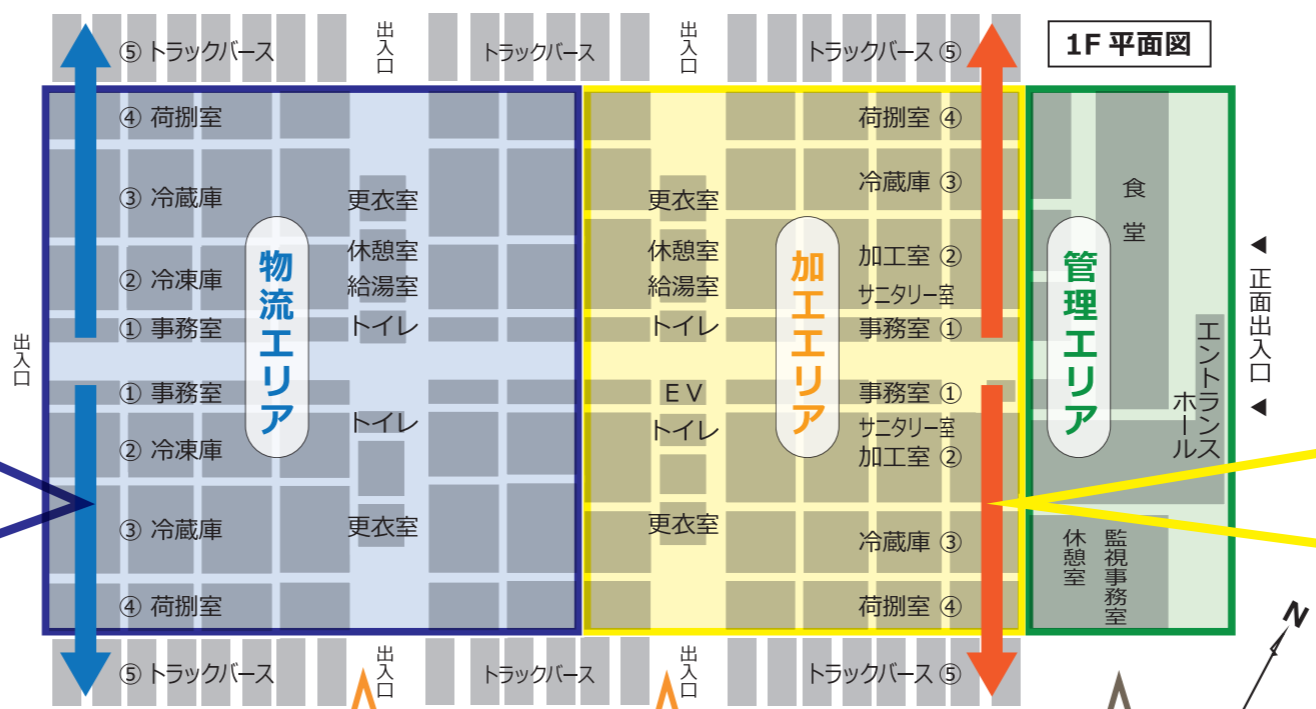 1F 平面図
出入口
出入口
⑤ トラックバース
トラックバース
トラックバース ⑤
④ 荷捌室
荷捌室 ④
③ 冷蔵庫
更衣室
更衣室
冷蔵庫 ③
食堂
休憩室
休憩室
加工室 ②
② 冷凍庫
給湯室
給湯室
サニタリー室
① 事務室
トイレ
トイレ
事務室 ①
物流エリア
加工エリア
管理エリア
出入口
◀ 正面出入口 ◀
エントランス
ホール
① 事務室
EV
事務室 ①
トイレ
トイレ
サニタリー室
② 冷凍庫
加工室 ②
③ 冷蔵庫
更衣室
更衣室
冷蔵庫 ③
休憩室
監視事務室
④ 荷捌室
荷捌室 ④
N
⑤ トラックバース
出入口
トラックバース
出入口
トラックバース ⑤